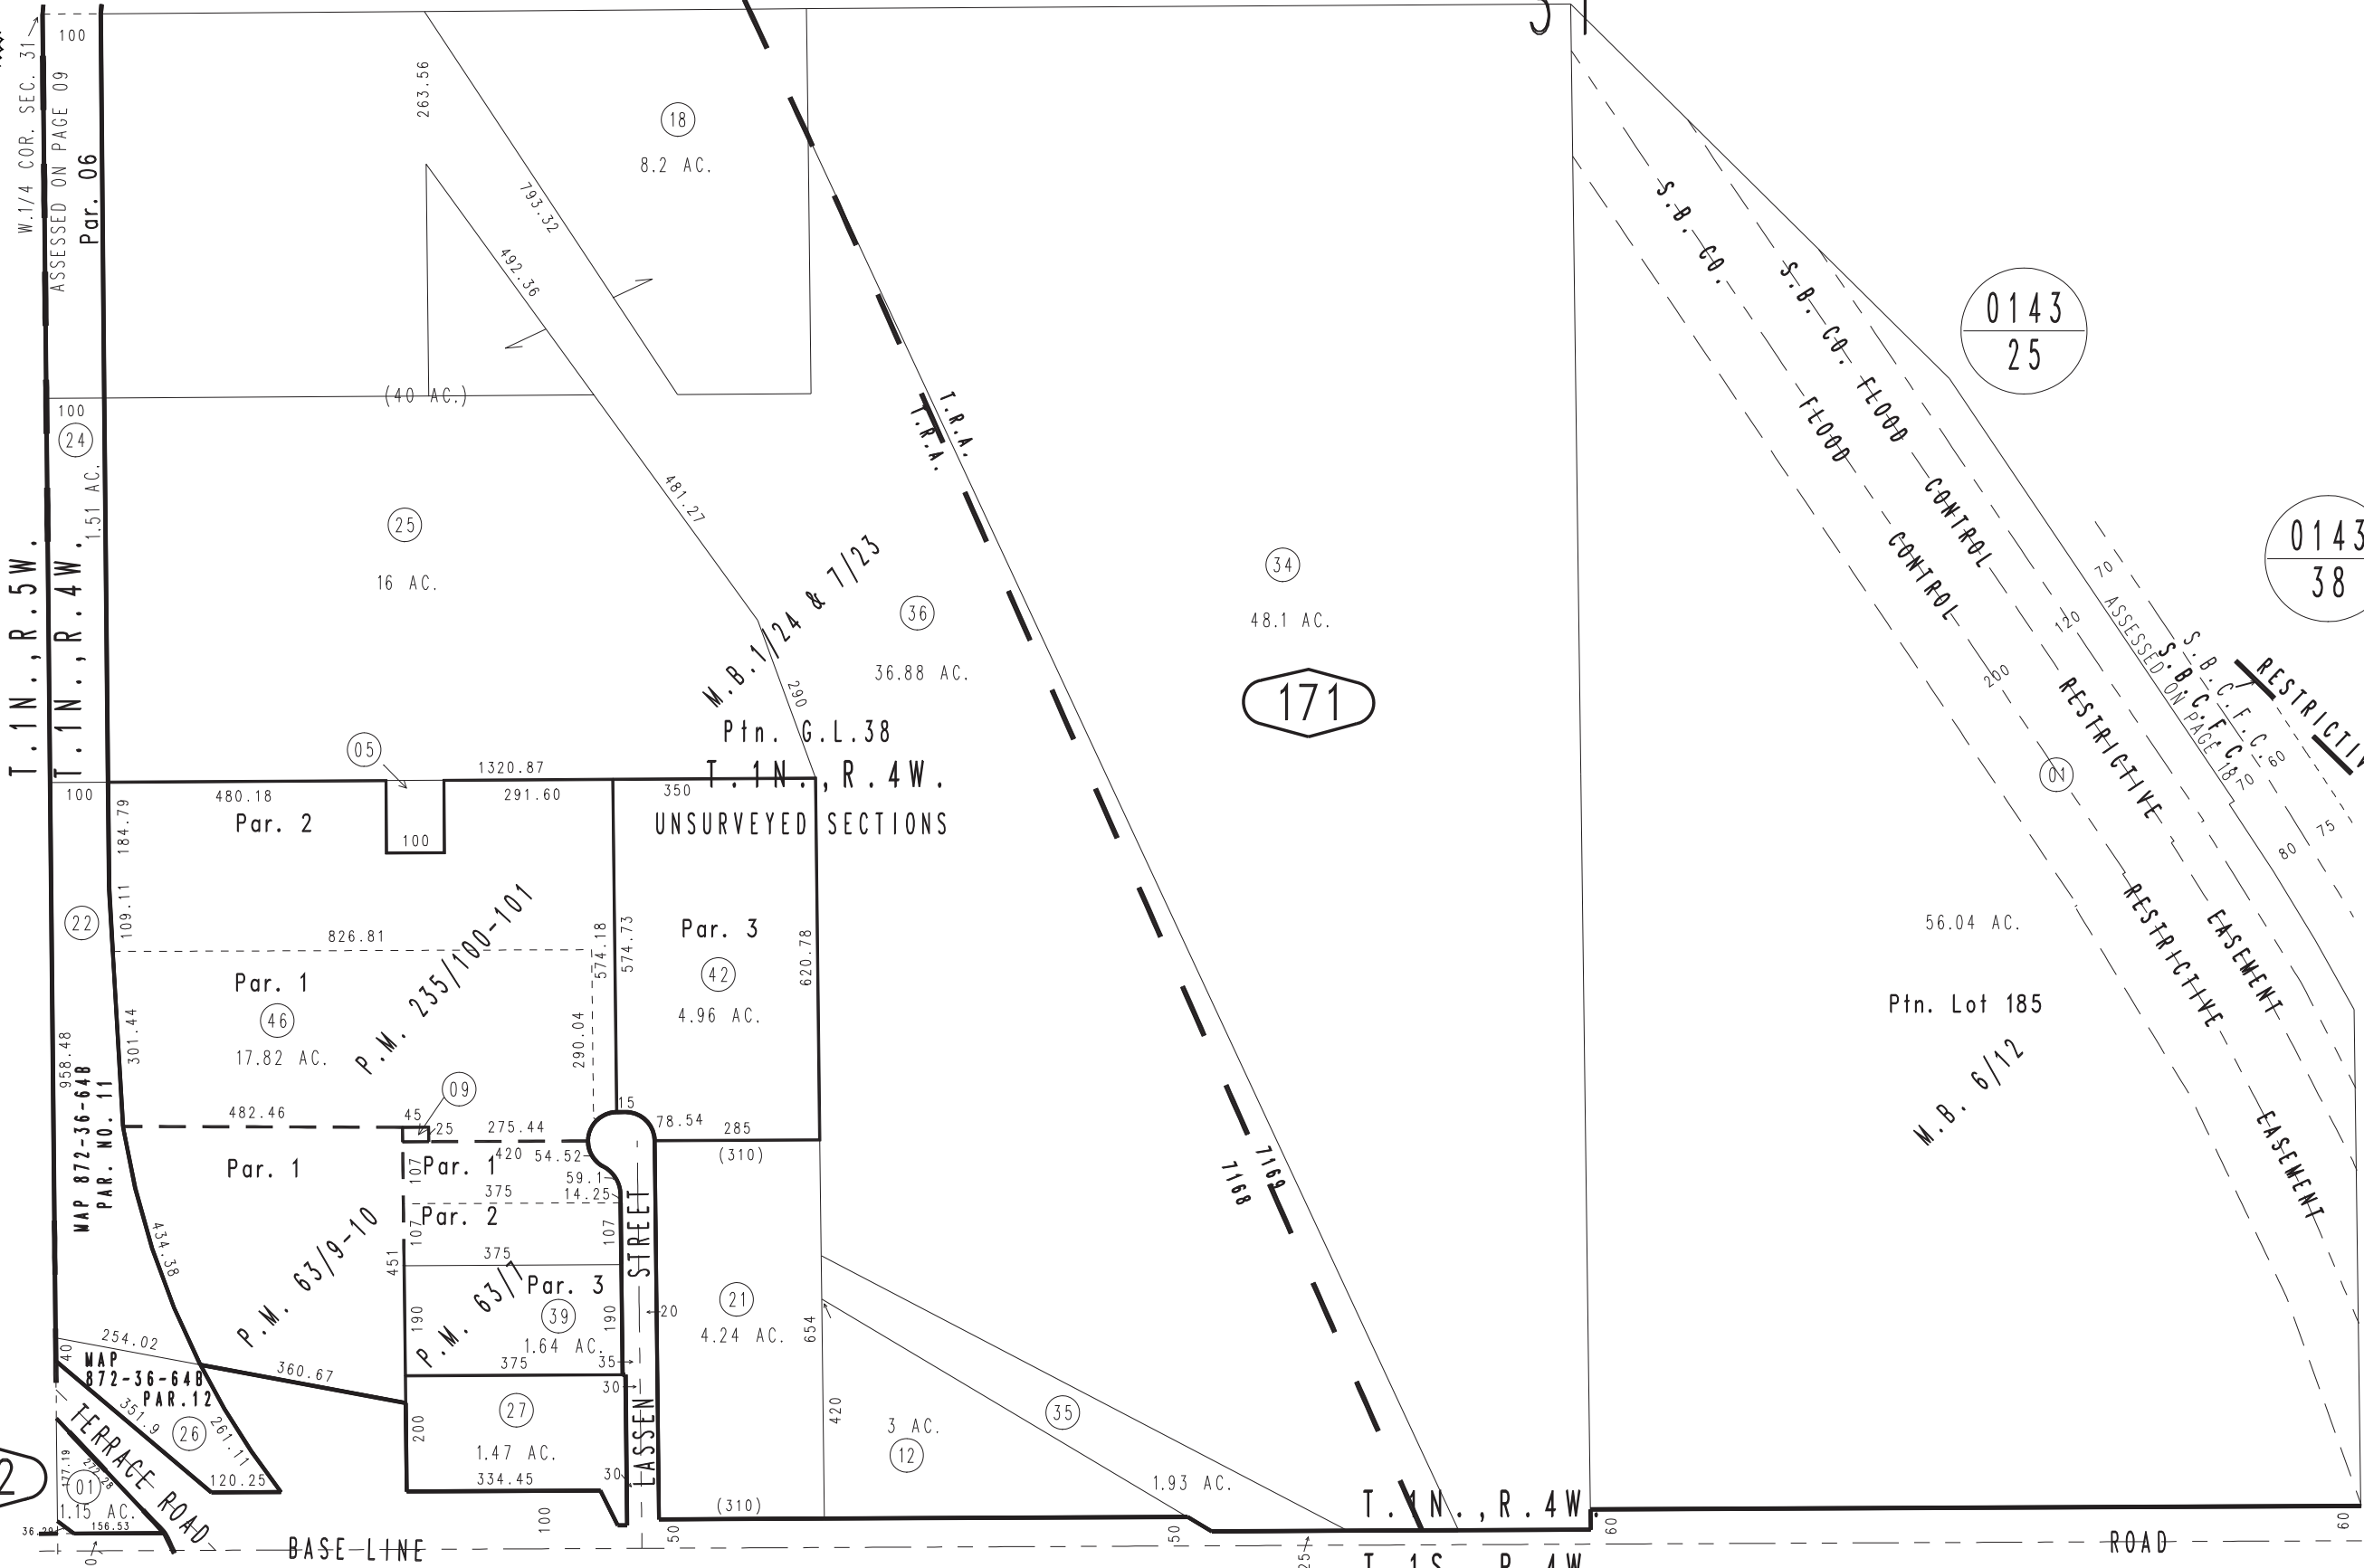 31
W.1/4 COR. SEC. 31
ASSESSED ON PAGE 09
Par. 06
100
263.56
18
8.2 AC.
793.32
492.36
(40 AC.)
100
24
1.51 AC.
T.1N.,R.5W.
T.1N.,R.4W.
25
16 AC.
481.27
290
M.B.1/24 & 7/23
36
36.88 AC.
T.R.A.
T.R.A.
34
48.1 AC.
171
Ptn. G.L.38
T.1N.,R.4W.
UNSURVEYED SECTIONS
S.B. CO. FLOOD CONTROL RESTRICTIVE EASEMENT
S.B. CO. FLOOD CONTROL RESTRICTIVE EASEMENT
0143
25
0143
38
70
120
200
ASSESSED ON PAGE 18
S.B.C.F.C.
S.B.C.F.C.
RESTRICTIV
60
70
75
80
01
56.04 AC.
Ptn. Lot 185
M.B. 6/12
05
1320.87
100
480.18
291.60
350
Par. 2
100
184.79
109.11
22
826.81
574.18
574.73
Par. 3
42
4.96 AC.
620.78
Par. 1
46
17.82 AC.
P.M. 235/100-101
301.44
290.04
958.48
MAP 872-36-64B
PAR. NO. 11
09
482.46
45
25
275.44
15
78.54
285
(310)
Par. 1
107
Par. 1
420
54.52
59.1
14.25
375
Par. 2
107
107
375
434.38
P.M. 63/9-10
451
P.M. 63/7
Par. 3
39
1.64 AC.
190
190
375
35
30
20
LASSEN STREET
21
4.24 AC.
654
7169
7168
254.02
40
MAP
872-36-64B
PAR.12
360.67
351.9
26
261.11
120.25
TERRACE ROAD
177.19
272.28
01
1.15 AC.
36.29
156.53
27
1.47 AC.
200
334.45
30
100
(310)
50
420
3 AC.
12
35
1.93 AC.
50
25
T.1N.,R.4W.
T.1S.,R.4W.
60
60
BASE LINE
ROAD